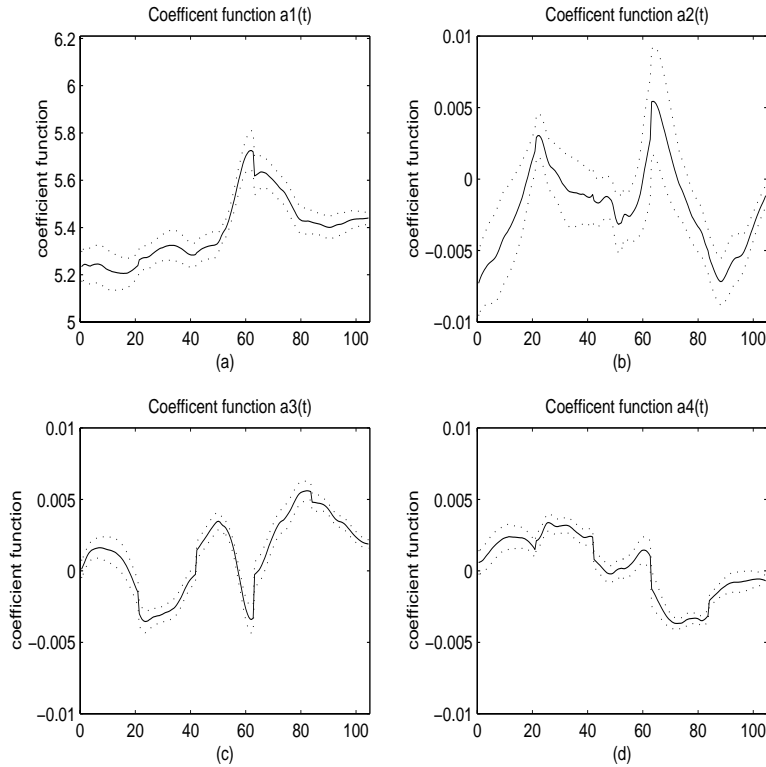 Coefficent function a1(t)
6.2
6
5.8
5.6
5.4
5.2
5
coefficient function
0 20 40 60 80 100
(a)
Coefficent function a2(t)
0.01
0.005
0
−0.005
−0.01
coefficient function
0 20 40 60 80 100
(b)
Coefficent function a3(t)
0.01
0.005
0
−0.005
−0.01
coefficient function
0 20 40 60 80 100
(c)
Coefficent function a4(t)
0.01
0.005
0
−0.005
−0.01
coefficient function
0 20 40 60 80 100
(d)